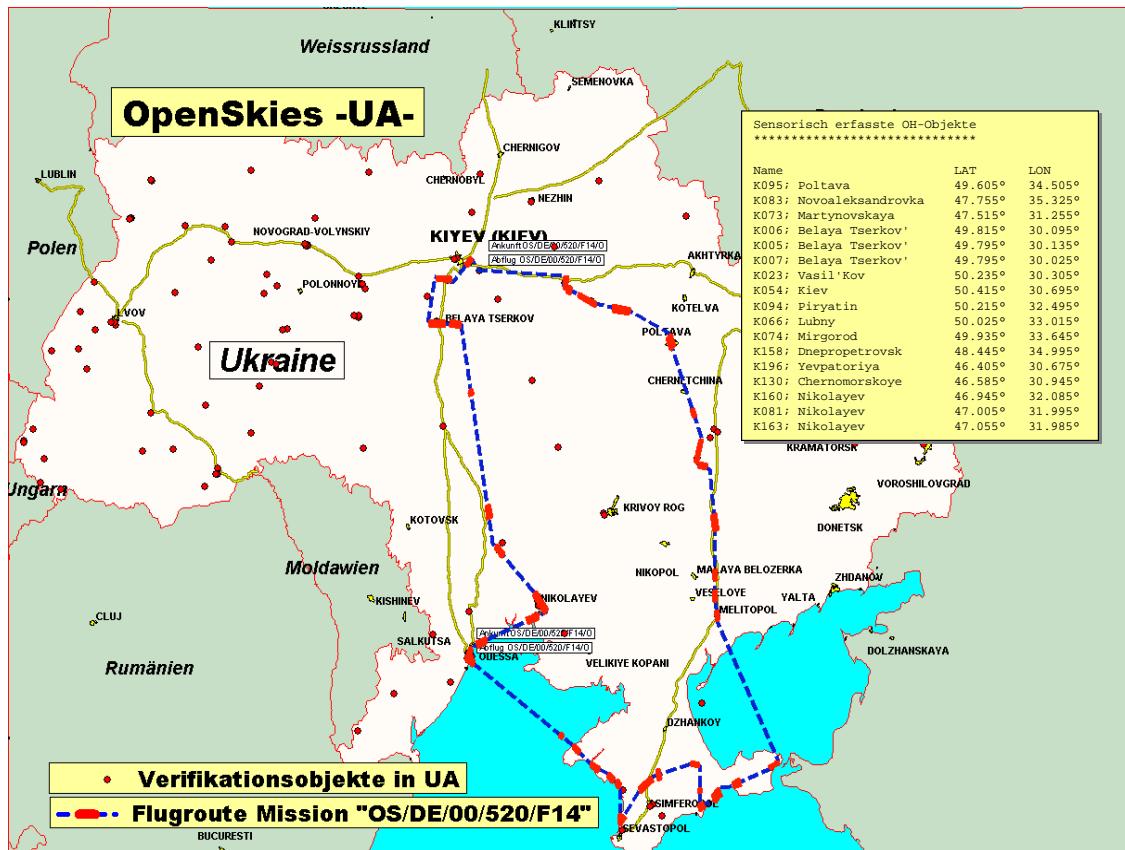 KLINTSY
Weissrussland
SEMENOVKA
OpenSkies -UA-
Sensorisch erfasste OH-Objekte
******************************
Name LAT LON
K095; Poltava 49.605° 34.505°
K083; Novoaleksandrovka 47.755° 35.325°
K073; Martynovskaya 47.515° 31.255°
K006; Belaya Tserkov' 49.815° 30.095°
K005; Belaya Tserkov' 49.795° 30.135°
K007; Belaya Tserkov' 49.795° 30.025°
K023; Vasil'Kov 50.235° 30.305°
K054; Kiev 50.415° 30.695°
K094; Piryatin 50.215° 32.495°
K066; Lubny 50.025° 33.015°
K074; Mirgorod 49.935° 33.645°
K158; Dnepropetrovsk 48.445° 34.995°
K196; Yevpatoriya 46.405° 30.675°
K130; Chernomorskoye 46.585° 30.945°
K160; Nikolayev 46.945° 32.085°
K081; Nikolayev 47.005° 31.995°
K163; Nikolayev 47.055° 31.985°
CHERNIGOV
LUBLIN
CHERNOBYL
NEZHIN
Polen
NOVOGRAD-VOLYNSKIY
KIYEV (KIEV)
Ankunft OS/DE/00/520/F14/O
Abflug OS/DE/00/520/F14/O
AKHTYRKA
POLONNOYE
KOTELVA
LVOV
BELAYA TSERKOV
POLTAVA
Ukraine
CHERNETCHINA
KRAMATORSK
Ungarn
VOROSHILOVGRAD
KRIVOY ROG
KOTOVSK
DONETSK
Moldawien
NIKOPOL
MALAYA BELOZERKA
ZHDANOV
KISHINEV
NIKOLAYEV
VESELOYE
YALTA
MELITOPOL
CLUJ
SALKUTSA
Ankunft OS/DE/00/520/F14/O
Abflug OS/DE/00/520/F14/O
ODESSA
DOLZHANSKAYA
Rumänien
VELIKIYE KOPANI
DZHANKOY
Verifikationsobjekte in UA
Flugroute Mission "OS/DE/00/520/F14"
SIMFEROPOL
SEVASTOPOL
BUCURESTI